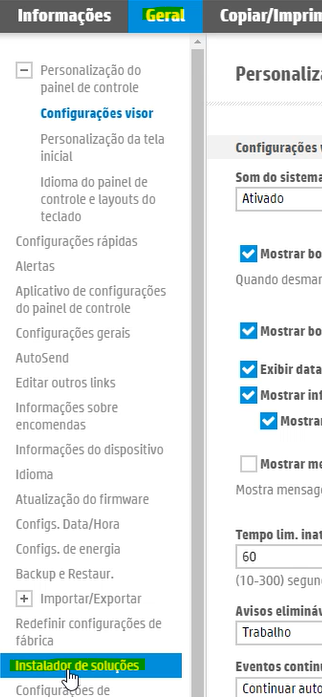 Informações Geral Copiar/Imprim
Personalização do
painel de controle
Configurações visor
Personalização da tela
inicial
Idioma do painel de
controle e layouts do
teclado
Configurações rápidas
Alertas
Aplicativo de configurações
do painel de controle
Configurações gerais
AutoSend
Editar outros links
Informações sobre
encomendas
Informações do dispositivo
Idioma
Atualização do firmware
Configs. Data/Hora
Configs. de energia
Backup e Restaur.
Importar/Exportar
Redefinir configurações de
fábrica
Instalador de soluções
Configurações de
Personaliz
Configurações v
Som do sistema
Ativado
Mostrar bo
Quando desmar
Mostrar bo
Exibir data
Mostrar inf
Mostrar
Mostrar me
Mostra mensage
Tempo lim. inat
60
(10-300) segund
Avisos elimináv
Trabalho
Eventos continu
Continuar auto